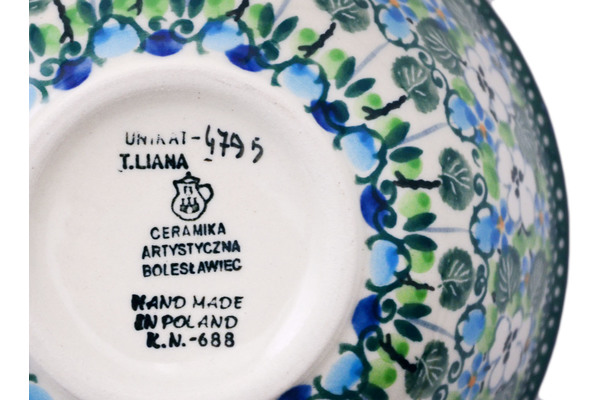 UNIKAT-4795
T.LIANA
CERAMIKA
ARTYSTYCZNA
BOLESŁAWIEC
HAND MADE
IN POLAND
K.N.-688